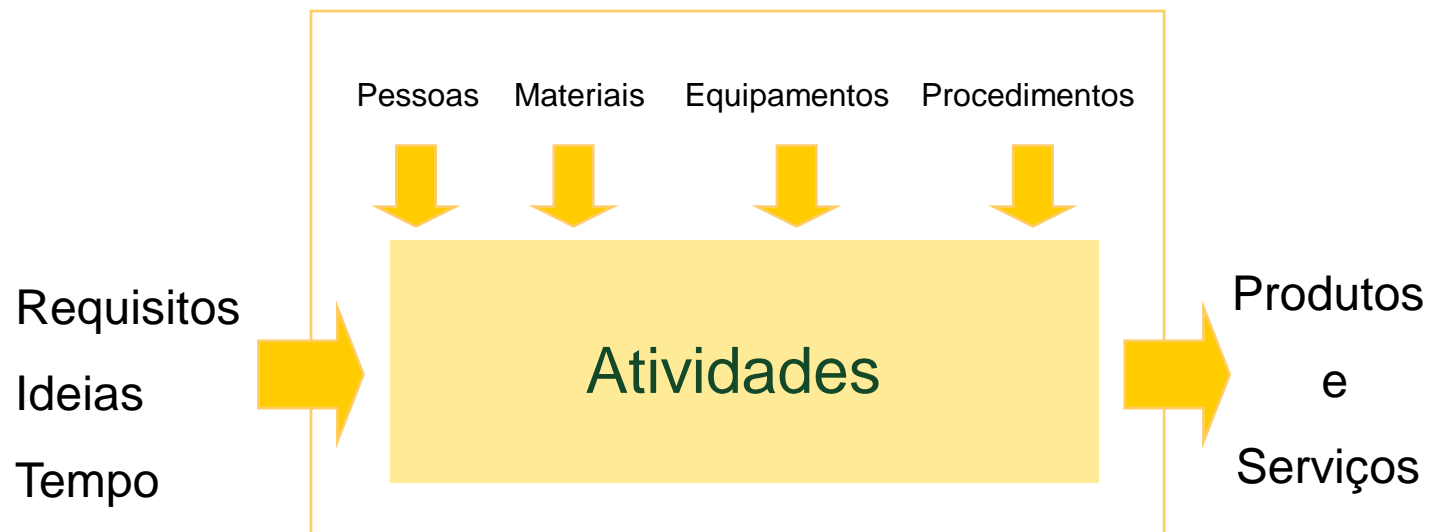 Pessoas Materiais Equipamentos Procedimentos
Requisitos
Ideias
Tempo
Atividades
Produtos
e
Serviços